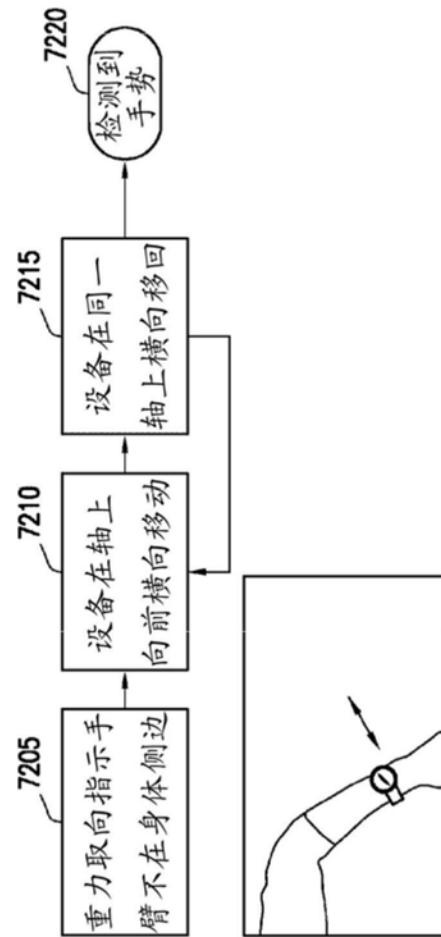 7205
重力取向指示手
臂不在身体侧边
7210
设备在轴上
向前横向移动
7215
设备在同一
轴上横向移回
7220
检测到
手势